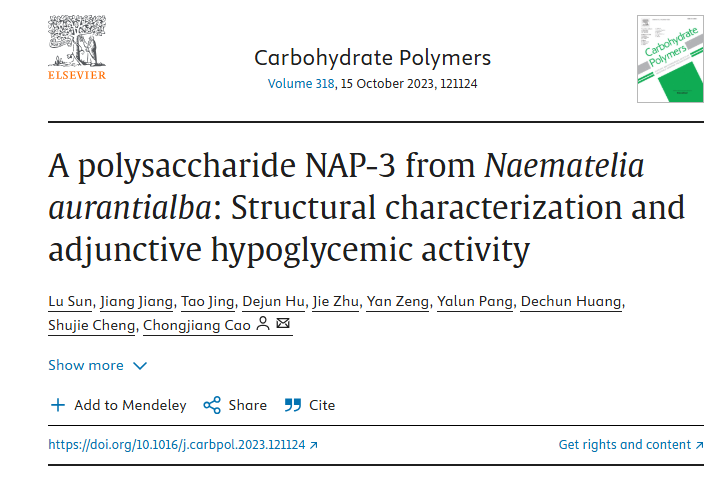 ELSEVIER
Carbohydrate Polymers
Volume 318, 15 October 2023, 121124
Carbohydrate
Polymers
A polysaccharide NAP-3 from Naematelia
aurantialba: Structural characterization and
adjunctive hypoglycemic activity
Lu Sun, Jiang Jiang, Tao Jing, Dejun Hu, Jie Zhu, Yan Zeng, Yalun Pang, Dechun Huang,
Shujie Cheng, Chongjiang Cao
Show more
Add to Mendeley Share Cite
https://doi.org/10.1016/j.carbpol.2023.121124 ↗ Get rights and content ↗